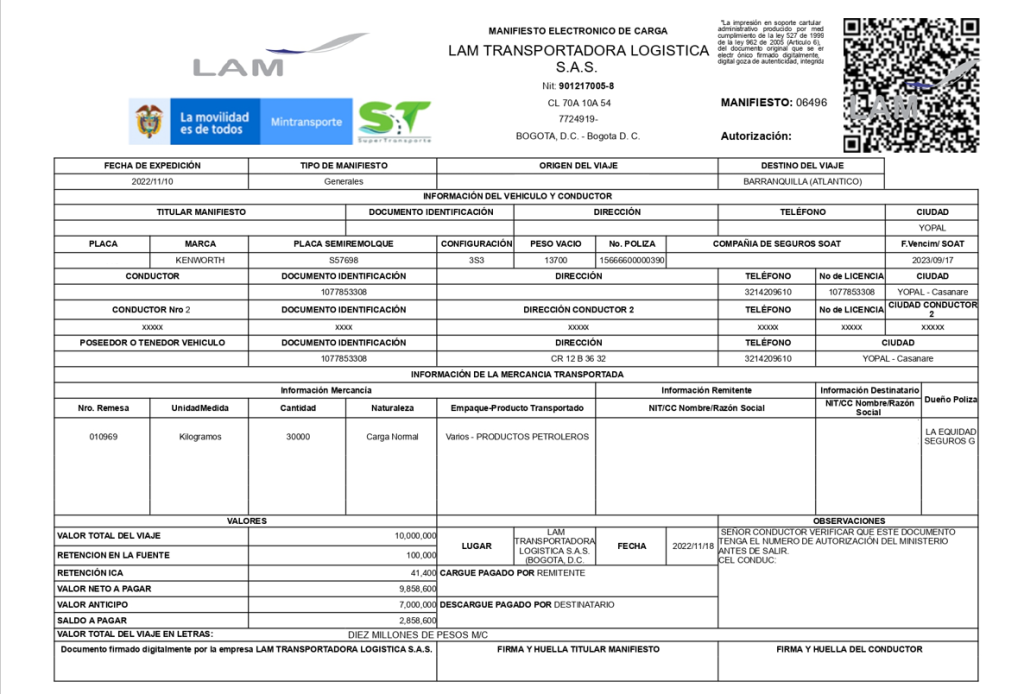 LAM
La movilidad
es de todos
Mintransporte
ST
SuperTransporte
MANIFIESTO ELECTRONICO DE CARGA
LAM TRANSPORTADORA LOGISTICA
S.A.S.
Nit: 901217005-8
CL 70A 10A 54
7724919-
BOGOTA, D.C. - Bogota D. C.
"La impresión en soporte cartular
administrativo producido por med
cumplimiento de la ley 527 de 1999
de la ley 962 de 2005 (Artículo 6),
del documento original que se en
electr ónico firmado digitalmente,
digital goza de autenticidad, integrida
MANIFIESTO: 06496
Autorización:
LAM
FECHA DE EXPEDICIÓN TIPO DE MANIFIESTO ORIGEN DEL VIAJE DESTINO DEL VIAJE
2022/11/10 Generales BARRANQUILLA (ATLANTICO)
INFORMACIÓN DEL VEHICULO Y CONDUCTOR
TITULAR MANIFIESTO DOCUMENTO IDENTIFICACIÓN DIRECCIÓN TELÉFONO CIUDAD
YOPAL
PLACA MARCA PLACA SEMIREMOLQUE CONFIGURACIÓN PESO VACIO No. POLIZA COMPAÑIA DE SEGUROS SOAT F.Vencim/ SOAT
KENWORTH S57698 3S3 13700 15666600000390 2023/09/17
CONDUCTOR DOCUMENTO IDENTIFICACIÓN DIRECCIÓN TELÉFONO No de LICENCIA CIUDAD
1077853308 3214209610 1077853308 YOPAL - Casanare
CONDUCTOR Nro 2 DOCUMENTO IDENTIFICACIÓN DIRECCIÓN CONDUCTOR 2 TELÉFONO No de LICENCIA CIUDAD CONDUCTOR
2
xxxxx xxxx xxxxx xxxxx xxxxx xxxxx
POSEEDOR O TENEDOR VEHICULO DOCUMENTO IDENTIFICACIÓN DIRECCIÓN TELÉFONO CIUDAD
1077853308 CR 12 B 36 32 3214209610 YOPAL - Casanare
INFORMACIÓN DE LA MERCANCIA TRANSPORTADA
Información Mercancía Información Remitente Información Destinatario Dueño Poliza
Nro. Remesa UnidadMedida Cantidad Naturaleza Empaque-Producto Transportado NIT/CC Nombre/Razón Social NIT/CC Nombre/Razón
Social
010969 Kilogramos 30000 Carga Normal Varios - PRODUCTOS PETROLEROS LA EQUIDAD
SEGUROS G
VALORES
VALOR TOTAL DEL VIAJE 10,000,000
RETENCION EN LA FUENTE 100,000
RETENCIÓN ICA 41,400
VALOR NETO A PAGAR 9,858,600
VALOR ANTICIPO 7,000,000
SALDO A PAGAR 2,858,600
LUGAR
LAM
TRANSPORTADORA
LOGISTICA S.A.S.
(BOGOTA, D.C.
FECHA 2022/11/18
CARGUE PAGADO POR REMITENTE
DESCARGUE PAGADO POR DESTINATARIO
OBSERVACIONES
SEÑOR CONDUCTOR VERIFICAR QUE ESTE DOCUMENTO
TENGA EL NUMERO DE AUTORIZACIÓN DEL MINISTERIO
ANTES DE SALIR.
CEL CONDUC:
VALOR TOTAL DEL VIAJE EN LETRAS: DIEZ MILLONES DE PESOS M/C
Documento firmado digitalmente por la empresa LAM TRANSPORTADORA LOGISTICA S.A.S. FIRMA Y HUELLA TITULAR MANIFIESTO FIRMA Y HUELLA DEL CONDUCTOR